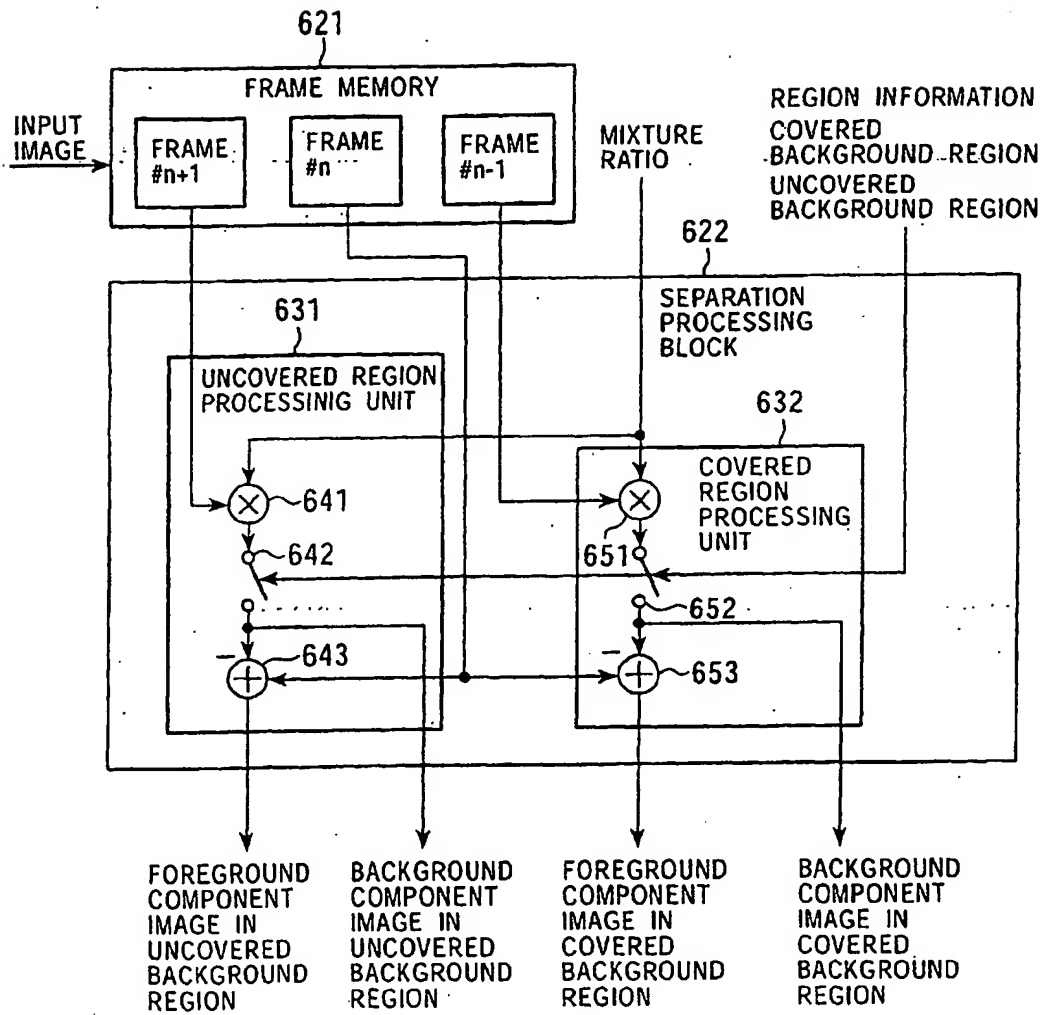 621
FRAME MEMORY
INPUT
IMAGE
FRAME
#n+1
FRAME
#n
FRAME
#n-1
MIXTURE
RATIO
REGION INFORMATION
COVERED
BACKGROUND REGION
UNCOVERED
BACKGROUND REGION
622
SEPARATION
PROCESSING
BLOCK
631
UNCOVERED REGION
PROCESSINIG UNIT
632
COVERED
REGION
PROCESSING
UNIT
641
651
642
652
643
653
FOREGROUND
COMPONENT
IMAGE IN
UNCOVERED
BACKGROUND
REGION
BACKGROUND
COMPONENT
IMAGE IN
UNCOVERED
BACKGROUND
REGION
FOREGROUND
COMPONENT
IMAGE IN
COVERED
BACKGROUND
REGION
BACKGROUND
COMPONENT
IMAGE IN
COVERED
BACKGROUND
REGION